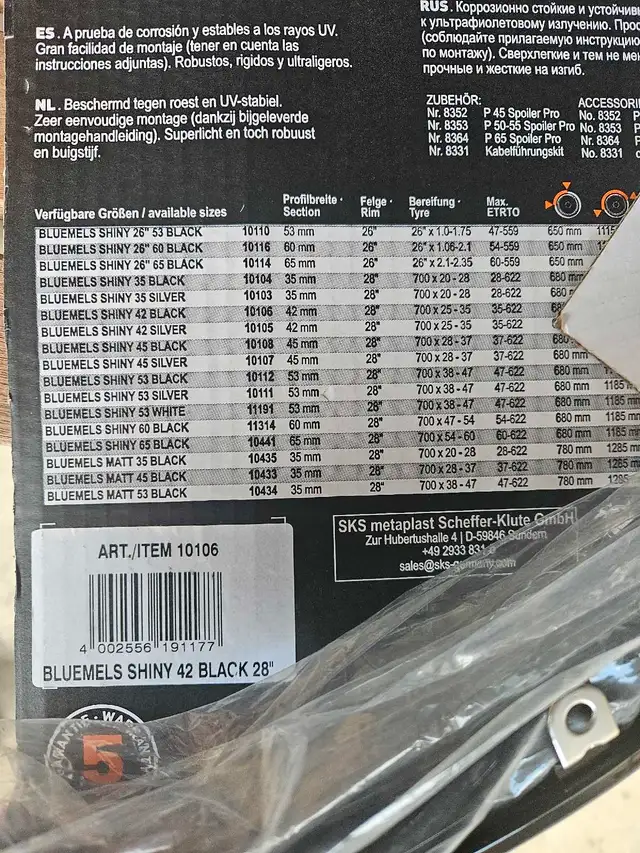 ES. A prueba de corrosión y estables a los rayos UV.
Gran facilidad de montaje (tener en cuenta las
instrucciones adjuntas). Robustos, rigidos y ultraligeros.
NL. Beschermd tegen roest en UV-stabiel.
Zeer eenvoudige montage (dankzij bijgeleverde
montagehandleiding). Superlicht en toch robuust
en buigstijf.
RUS. Коррозионно стойкие и устойчивы
к ультрафиолетовому излучению.
(соблюдайте прилагаемую инструкцию
по монтажу). Сверхлегкие и тем не
прочные и жесткие на изгиб.
ZUBEHÖR:
Nr. 8352 P 45 Spoiler Pro
Nr. 8353 P 50-55 Spoiler Pro
Nr. 8364 P 65 Spoiler Pro
Nr. 8331 Kabelführungskit
No. 8352
No. 8353
Nr. 8364
No. 8331
Verfügbare Größen / available sizes Profilbreite · Section Felge · Rim Bereifung · Tyre Max. ETRTO
BLUEMELS SHINY 26" 53 BLACK 10110 53 mm 26" 26" x 1.0-1.75 47-559 650 mm
BLUEMELS SHINY 26" 60 BLACK 10116 60 mm 26" 26" x 1.06-2.1 54-559 650 mm
BLUEMELS SHINY 26" 65 BLACK 10114 65 mm 26" 26" x 2.1-2.35 60-559 650 mm
BLUEMELS SHINY 35 BLACK 10104 35 mm 28" 700 x 20 - 28 28-622 680 mm
BLUEMELS SHINY 35 SILVER 10103 35 mm 28" 700 x 20 - 28 28-622 680
BLUEMELS SHINY 42 BLACK 10106 42 mm 28" 700 x 25 - 35 35-622
BLUEMELS SHINY 42 SILVER 10105 42 mm 28" 700 x 25 - 35 35-622
BLUEMELS SHINY 45 BLACK 10108 45 mm 28" 700 x 28 - 37 37-622 680
BLUEMELS SHINY 45 SILVER 10107 45 mm 28" 700 x 28 - 37 37-622 680 mm
BLUEMELS SHINY 53 BLACK 10112 53 mm 28" 700 x 38 - 47 47-622 680 mm
BLUEMELS SHINY 53 SILVER 10111 53 mm 28" 700 x 38 - 47 47-622 680 mm 1185 mm
BLUEMELS SHINY 53 WHITE 11191 53 mm 28" 700 x 38 - 47 47-622 680 mm 1185 mm
BLUEMELS SHINY 60 BLACK 11314 60 mm 28" 700 x 47 - 54 54-622 680 mm 1185 mm
BLUEMELS SHINY 65 BLACK 10441 65 mm 28" 700 x 54 - 60 60-622 680 mm 1185 mm
BLUEMELS MATT 35 BLACK 10435 35 mm 28" 700 x 20 - 28 28-622 780 mm 1285 mm
BLUEMELS MATT 45 BLACK 10433 35 mm 28" 700 x 28 - 37 37-622 780 mm 1285 mm
BLUEMELS MATT 53 BLACK 10434 35 mm 28" 700 x 38 - 47 47-622 780 mm 1285
SKS metaplast Scheffer-Klute GmbH
Zur Hubertushalle 4 | D-59846 Sundern
+49 2933 831
sales@sks-germany.com
ART./ITEM 10106
4 002556 191177
BLUEMELS SHINY 42 BLACK 28"
5